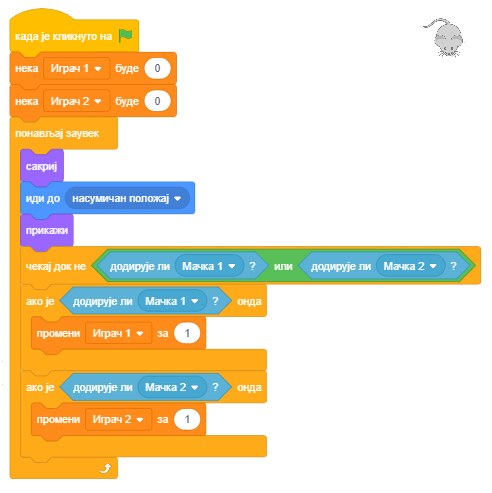 када је кликнуто на
нека Играч 1 буде 0
нека Играч 2 буде 0
понављај заувек
сакриј
иди до насумичан положај
прикажи
чекај док не додирује ли Мачка 1 ? или додирује ли Мачка 2 ?
ако је додирује ли Мачка 1 ? онда
промени Играч 1 за 1
ако је додирује ли Мачка 2 ? онда
промени Играч 2 за 1